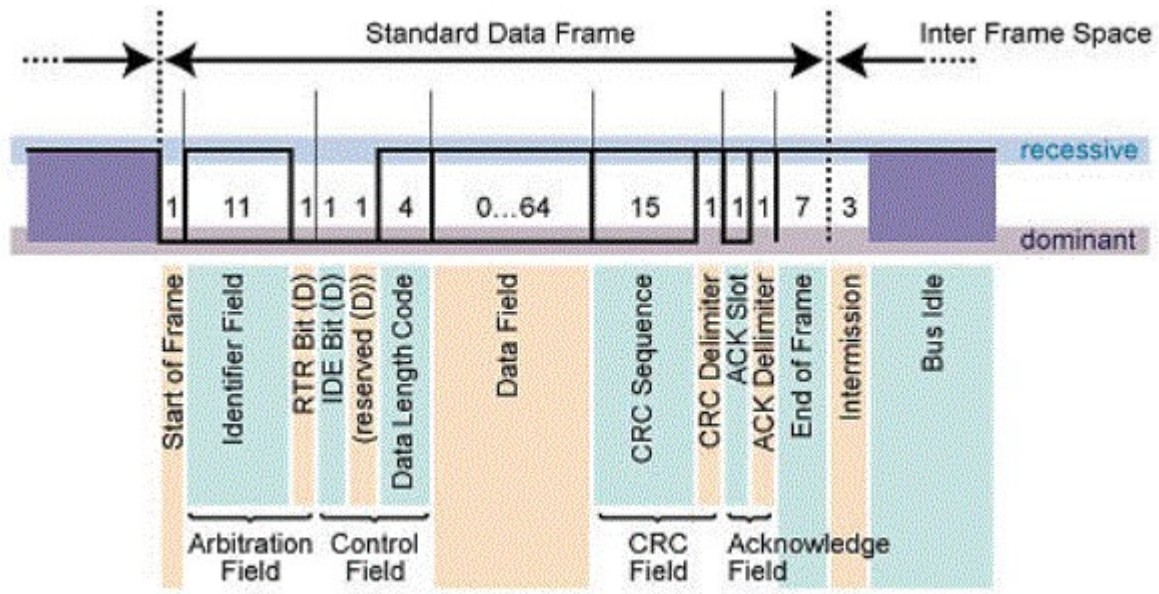 Standard Data Frame
Inter Frame Space
recessive
1 11 1 1 1 4 0...64 15 1 1 1 7 3
dominant
Start of Frame
Identifier Field
RTR Bit (D)
IDE Bit (D)
(reserved (D))
Data Length Code
Data Field
CRC Sequence
CRC Delimiter
ACK Slot
ACK Dellimiter
End of Frame
Intermission
Bus Idle
Arbitration
Field
Control
Field
CRC
Field
Acknowledge
Field